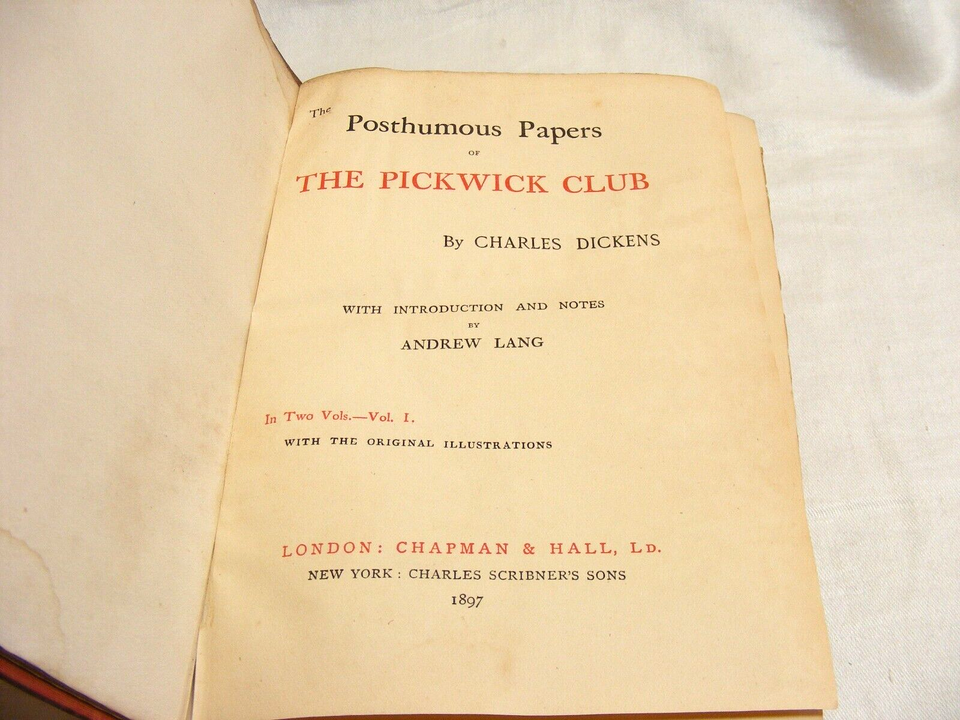 The Posthumous Papers
OF
THE PICKWICK CLUB
By CHARLES DICKENS
WITH INTRODUCTION AND NOTES
BY
ANDREW LANG
In Two Vols.—Vol. I.
WITH THE ORIGINAL ILLUSTRATIONS
LONDON: CHAPMAN & HALL, LD.
NEW YORK: CHARLES SCRIBNER'S SONS
1897